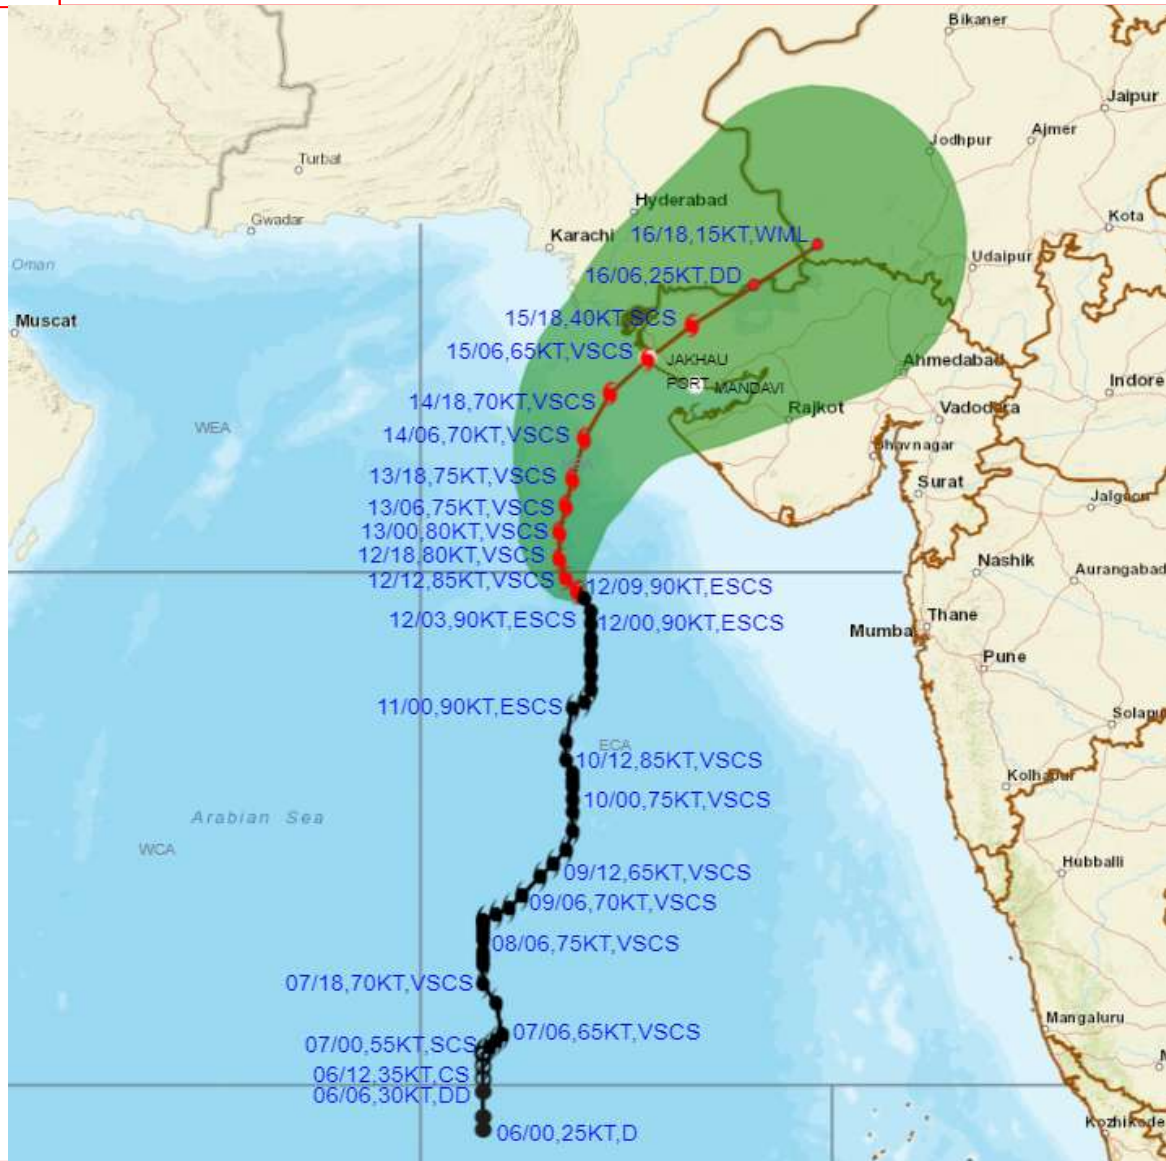 Bikaner
Jaipur
Jodhpur
Ajmer
Turbat
Hyderabad
Kota
Gwadar
Karachi
16/18,15KT,WML
Udaipur
Oman
16/06,25KT,DD
Muscat
15/18,40KT,SCS
15/06,65KT,VSCS
JAKHAU
PORT
MANDAVI
Ahmedabad
Indore
14/18,70KT,VSCS
Rajkot
Vadodara
WEA
14/06,70KT,VSCS
Bhavnagar
13/18,75KT,VSCS
Surat
Jalgaon
13/06,75KT,VSCS
13/00,80KT,VSCS
12/18,80KT,VSCS
Nashik
Aurangabad
12/12,85KT,VSCS
12/09,90KT,ESCS
12/03,90KT,ESCS
12/00,90KT,ESCS
Thane
Mumba
Pune
11/00,90KT,ESCS
Solapu
ECA
10/12,85KT,VSCS
Kolhapur
10/00,75KT,VSCS
Arabian Sea
WCA
Hubballi
09/12,65KT,VSCS
09/06,70KT,VSCS
08/06,75KT,VSCS
07/18,70KT,VSCS
Mangaluru
07/06,65KT,VSCS
07/00,55KT,SCS
M
06/12,35KT,CS
06/06,30KT,DD
Kozhikode
06/00,25KT,D